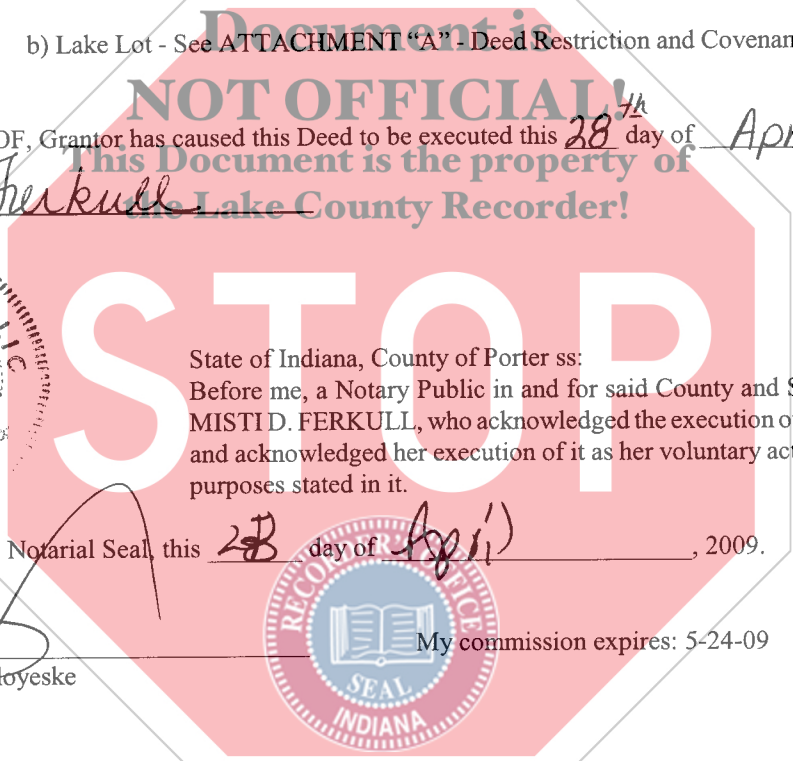 Document is
b) Lake Lot - See ATTACHMENT “A” - Deed Restriction and Covenan
NOT OFFICIAL!
OF, Grantor has caused this Deed to be executed this 28th day of Apr
This Document is the property of
Ferkull
the Lake County Recorder!
STOP
LIC
State of Indiana, County of Porter ss:
Before me, a Notary Public in and for said County and S
MISTI D. FERKULL, who acknowledged the execution o
and acknowledged her execution of it as her voluntary act
purposes stated in it.
Notarial Seal, this 28 day of April, 2009.
RECORDER'S OFFICE
My commission expires: 5-24-09
oyeske
SEAL
INDIANA